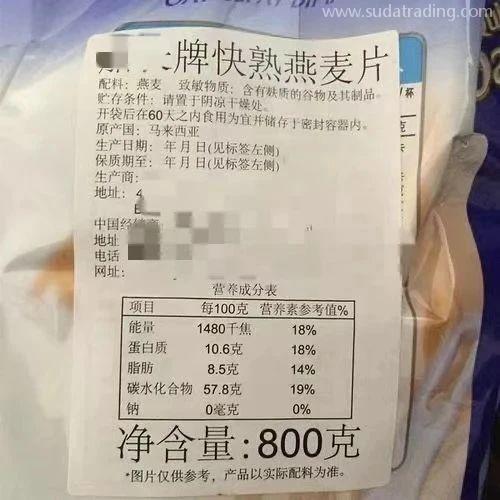 www.sudatrading.com
牌快熟燕麦片
配料：燕麦 致敏物质：含有麸质的谷物及其制品。
贮存条件：请置于阴凉干燥处。
开袋后在60天之内食用为宜并储存于密封容器内。
原产国：马来西亚
生产日期： 年 月 日(见标签左侧)
保质期至： 年 月 日(见标签左侧)
生产商：
地址：
中国经销商
地址
电话
网址：
营养成分表
项目 每100克 营养素参考值%
能量 1480千焦 18%
蛋白质 10.6克 18%
脂肪 8.5克 14%
碳水化合物 57.8克 19%
钠 0毫克 0%
净含量：800克
*图片仅供参考，产品以实际配料为准。